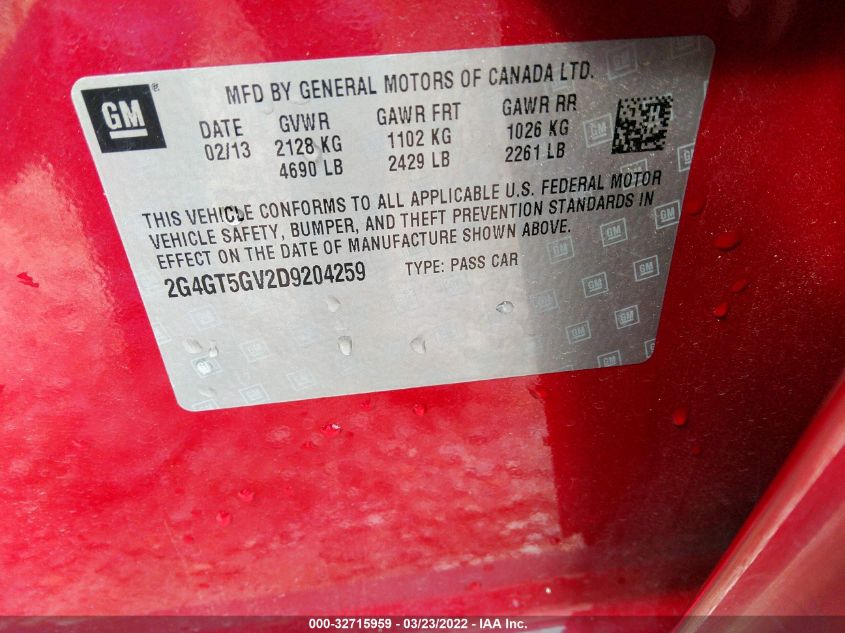 GM
MFD BY GENERAL MOTORS OF CANADA LTD.
DATE GVWR GAWR FRT GAWR RR
02/13 2128 KG 1102 KG 1026 KG
4690 LB 2429 LB 2261 LB
THIS VEHICLE CONFORMS TO ALL APPLICABLE U.S. FEDERAL MOTOR
VEHICLE SAFETY, BUMPER, AND THEFT PREVENTION STANDARDS IN
EFFECT ON THE DATE OF MANUFACTURE SHOWN ABOVE.
2G4GT5GV2D9204259 TYPE: PASS CAR
000-32715959 — 03/23/2022 — IAA Inc.